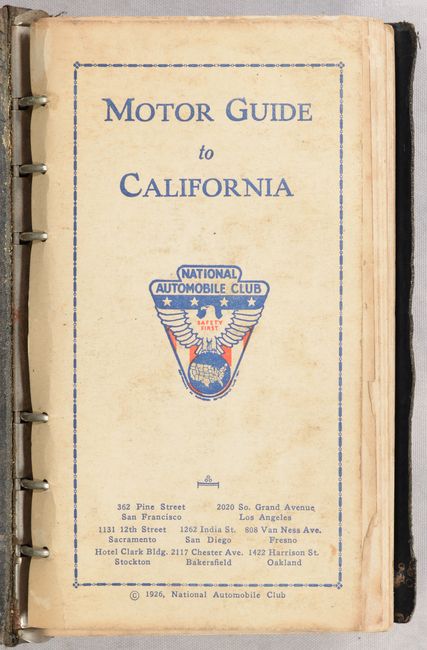 MOTOR GUIDE
to
CALIFORNIA
NATIONAL
AUTOMOBILE CLUB
SAFETY
FIRST
362 Pine Street 2020 So. Grand Avenue
San Francisco Los Angeles
1131 12th Street 1262 India St. 808 Van Ness Ave.
Sacramento San Diego Fresno
Hotel Clark Bldg. 2117 Chester Ave. 1422 Harrison St.
Stockton Bakersfield Oakland
© 1926, National Automobile Club